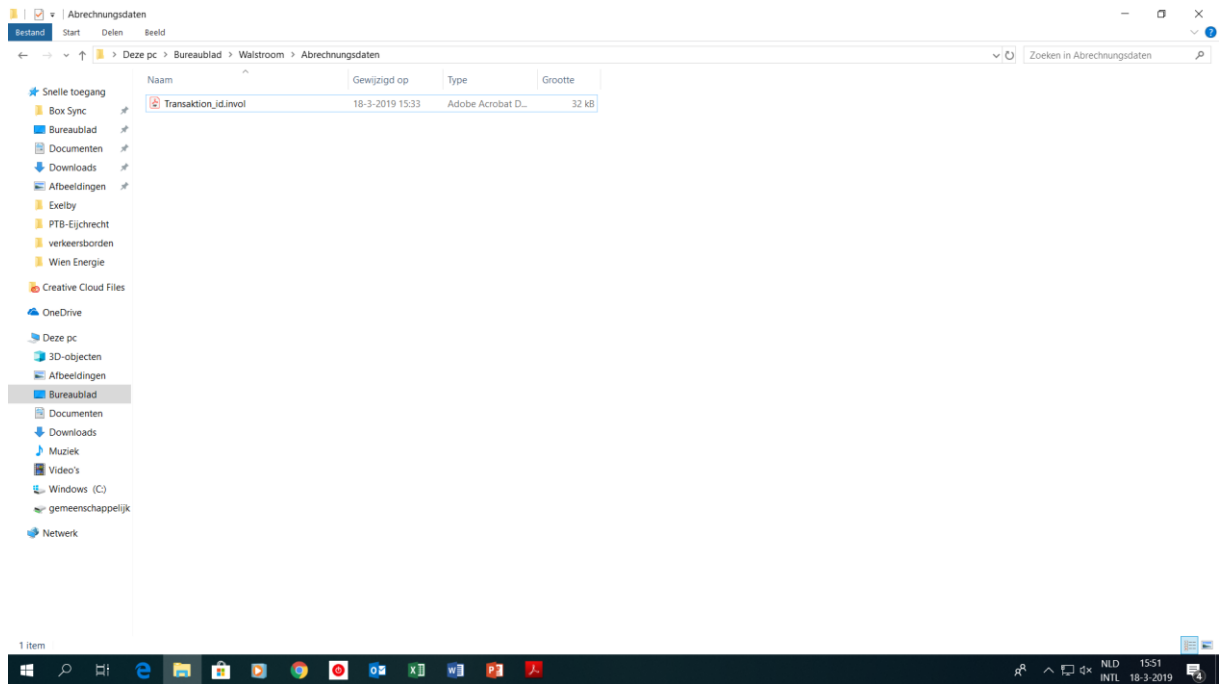 Abrechnungsdaten
Bestand Start Delen Beeld
Deze pc > Bureaublad > Walstroom > Abrechnungsdaten
Zoeken in Abrechnungsdaten
Naam Gewijzigd op Type Grootte
Transaktion_id.invol 18-3-2019 15:33 Adobe Acrobat D... 32 kB
Snelle toegang
Box Sync
Bureaublad
Documenten
Downloads
Afbeeldingen
Exelby
PTB-Eijchrecht
verkeersborden
Wien Energie
Creative Cloud Files
OneDrive
Deze pc
3D-objecten
Afbeeldingen
Bureaublad
Documenten
Downloads
Muziek
Video's
Windows (C:)
gemeenschappelijk
Netwerk
1 item
NLD 15:51
INTL 18-3-2019
4